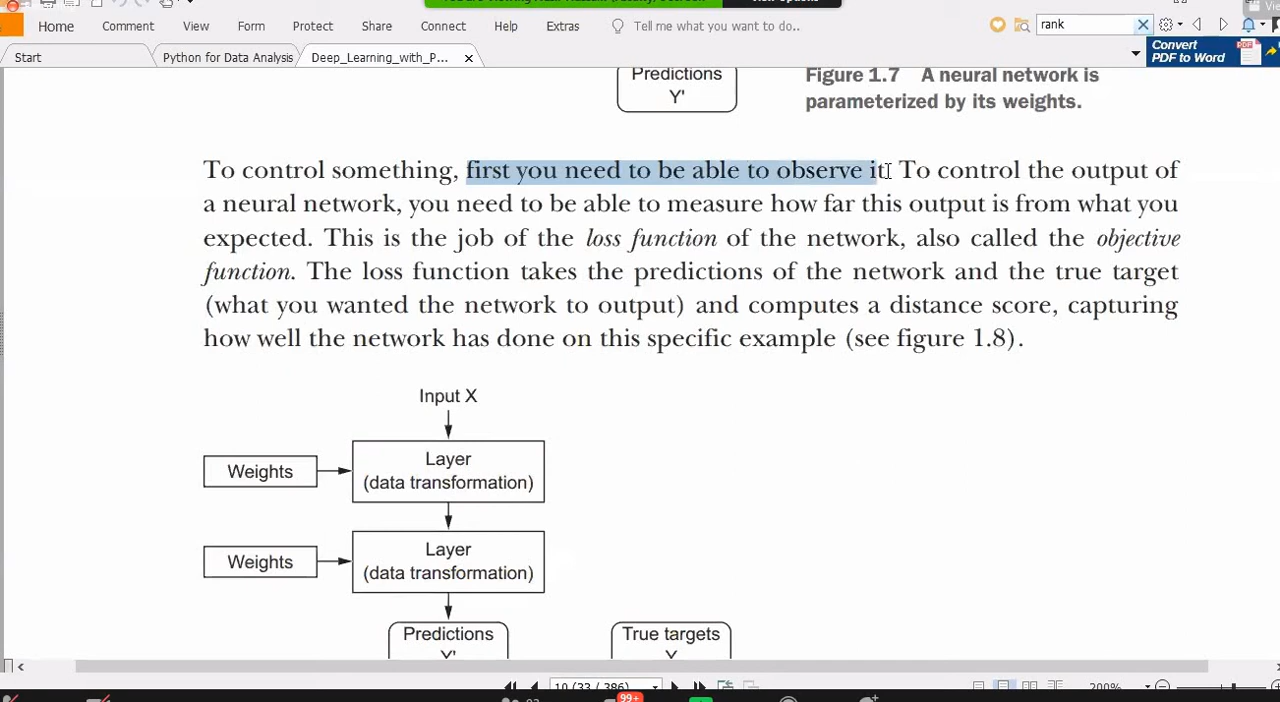 Home View Form Protect Share Connect Help Extras Tell me what you want to do.. rank
Start Python for Data Analysis Deep_Learning_with_P... × Convert
PDF to Word
Predictions
Y'
Figure 1.7 A neural network is
parameterized by its weights.
To control something, first you need to be able to observe it. To control the output of
a neural network, you need to be able to measure how far this output is from what you
expected. This is the job of the loss function of the network, also called the objective
function. The loss function takes the predictions of the network and the true target
(what you wanted the network to output) and computes a distance score, capturing
how well the network has done on this specific example (see figure 1.8).
Input X
Weights
Layer
(data transformation)
Weights
Layer
(data transformation)
Predictions
Y'
True targets
Y
10 (33 / 386) 200%
99+